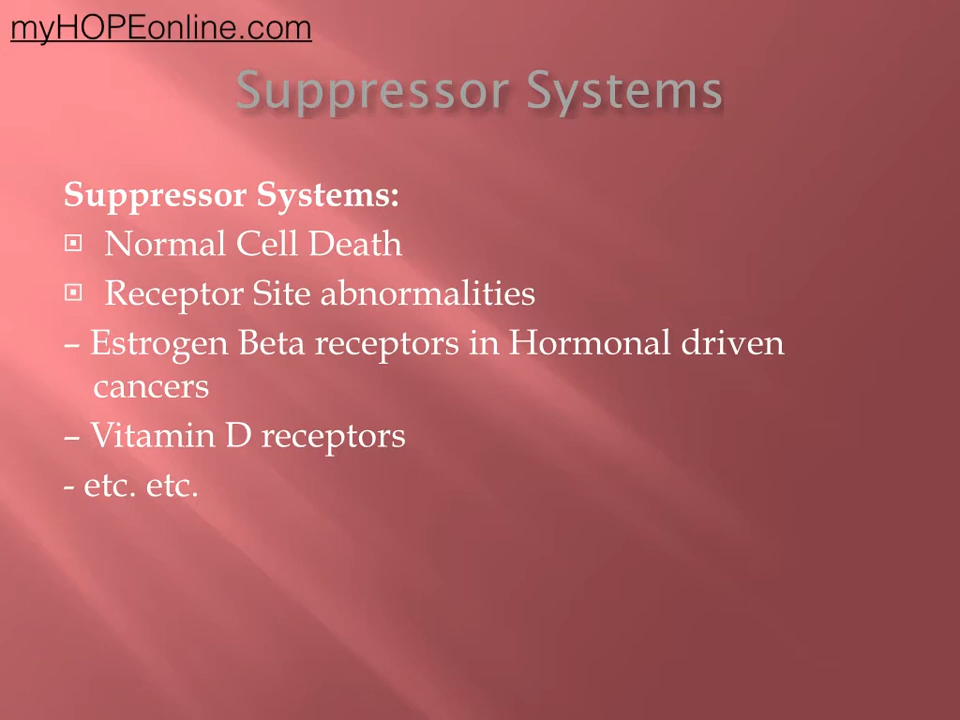 myHOPEonline.com
Suppressor Systems
Suppressor Systems:
Normal Cell Death
Receptor Site abnormalities
– Estrogen Beta receptors in Hormonal driven
cancers
– Vitamin D receptors
- etc. etc.